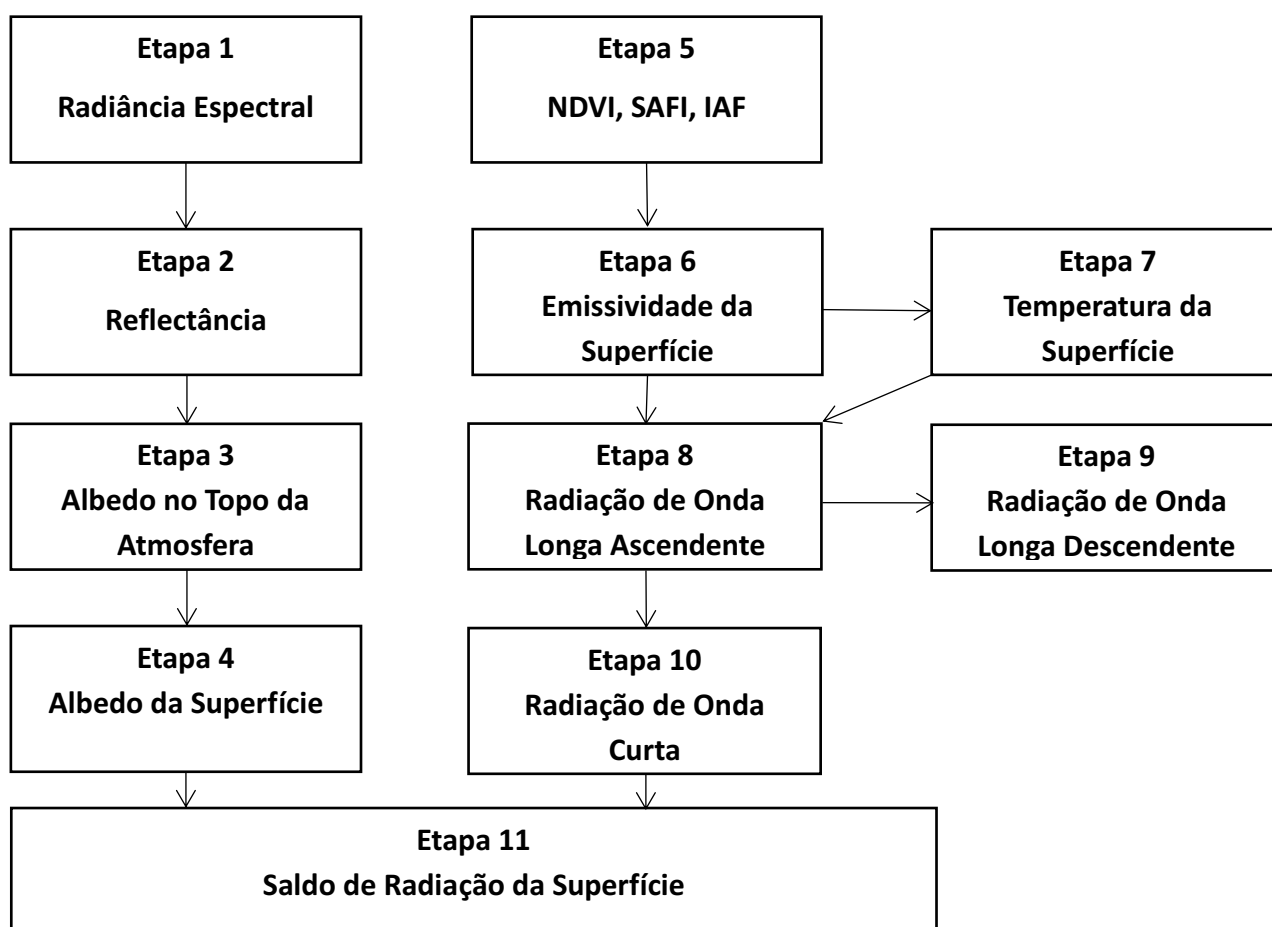 Etapa 1
Radiância Espectral
Etapa 5
NDVI, SAFI, IAF
Etapa 2
Reflectância
Etapa 6
Emissividade da
Superfície
Etapa 7
Temperatura da
Superfície
Etapa 3
Albedo no Topo da
Atmosfera
Etapa 8
Radiação de Onda
Longa Ascendente
Etapa 9
Radiação de Onda
Longa Descendente
Etapa 4
Albedo da Superfície
Etapa 10
Radiação de Onda
Curta
Etapa 11
Saldo de Radiação da Superfície